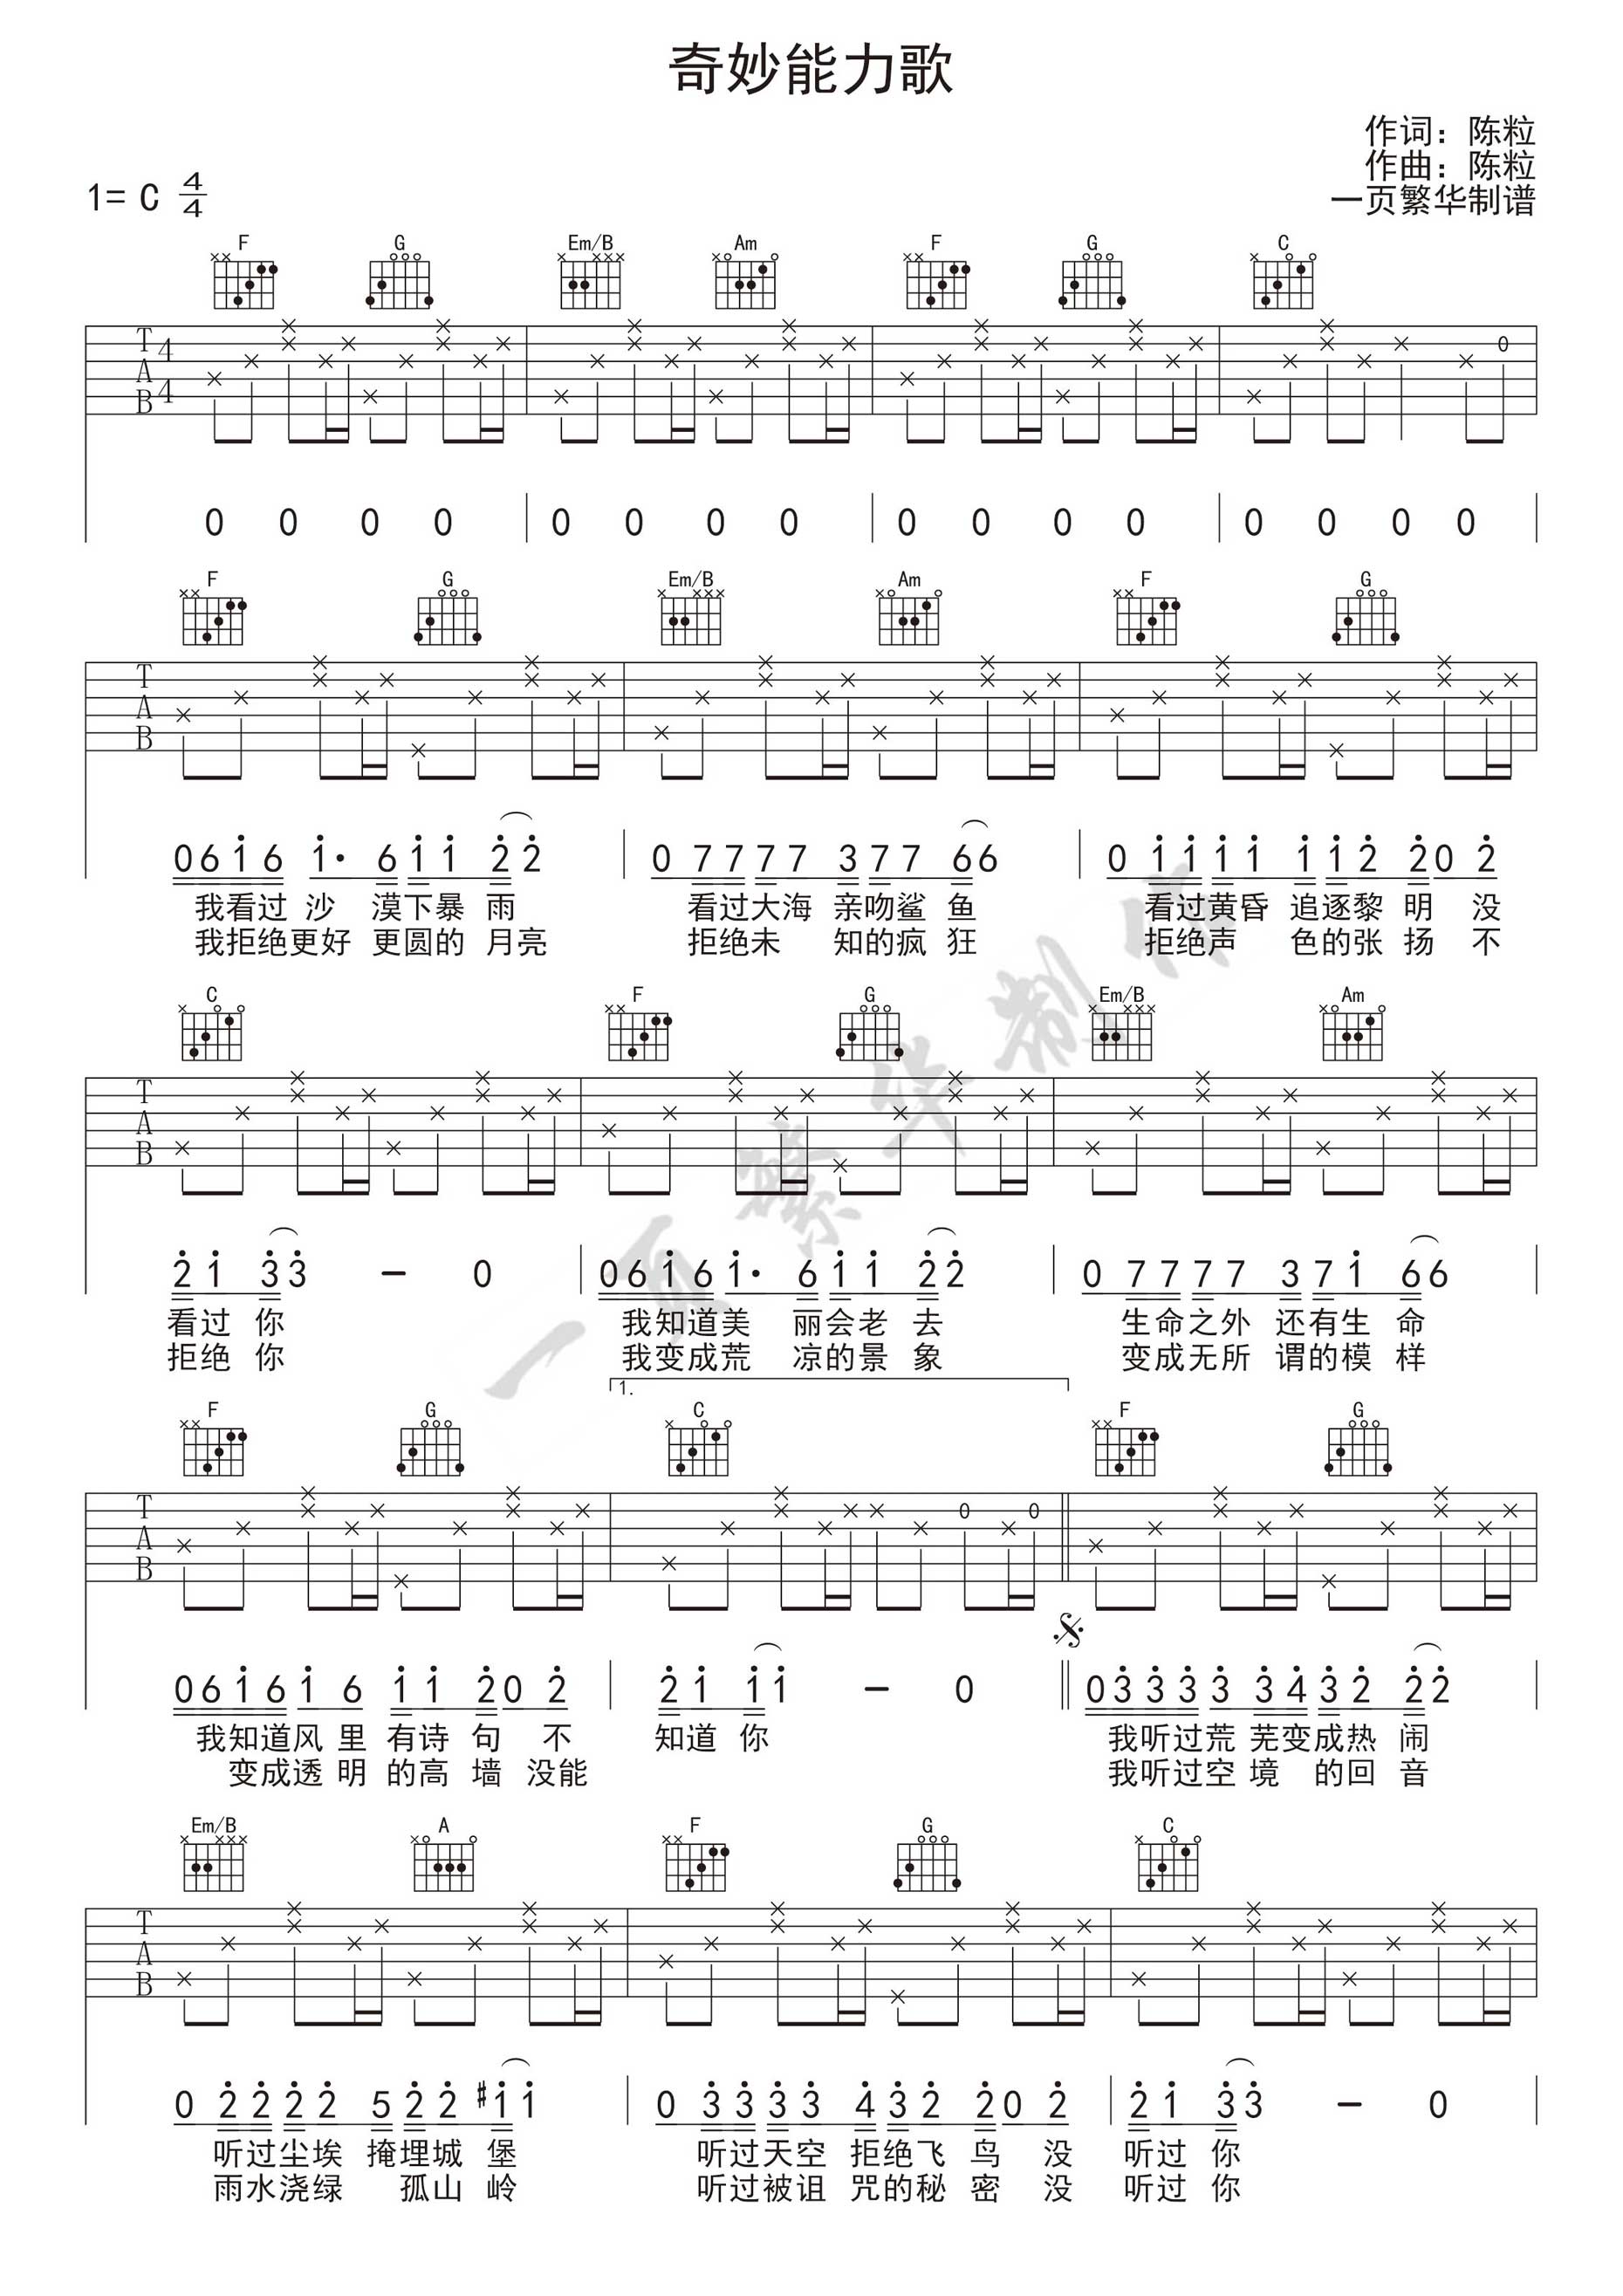 奇妙能力歌
作词：陈粒
作曲：陈粒
1= C 4/4
一页繁华制谱
F G Em/B Am F G C
T A B 4 4
0 0 0 0 0 0 0 0 0 0 0 0 0 0 0 0
F G Em/B Am F G
T A B
0 6 1 6 1· 6 1 1 2 2 0 7 7 7 7 3 7 7 6 6 0 1 1 1 1 1 1 2 2 0 2
我看过 沙 漠下暴 雨 看过大海 亲吻鲨 鱼 看过黄昏 追逐黎 明 没
我拒绝更好 更圆的 月亮 拒绝未 知的疯 狂 拒绝声 色的张 扬 不
C F G Em/B Am
T A B
2 1 3 3 - 0 0 6 1 6 1· 6 1 1 2 2 0 7 7 7 7 3 7 1 6 6
看过 你 我知道美 丽会老 去 生命之外 还有生 命
拒绝 你 我变成荒 凉的景 象 变成无所 谓的模 样
1.
F G C F G
T A B 0 0
0 6 1 6 1 6 1 1 2 0 2 2 1 1 1 - 0 0 3 3 3 3 3 4 3 2 2 2
我知道风 里 有诗 句 不 知道 你 我听过荒 芜变成热 闹
变成透 明 的高 墙 没能 我听过空 境 的回 音
Em/B A F G C
T A B
0 2 2 2 2 5 2 2 #1 1 0 3 3 3 3 4 3 2 2 0 2 2 1 3 3 - 0
听过尘埃 掩埋城 堡 听过天空 拒绝飞 鸟 没 听过 你
雨水浇绿 孤山 岭 听过被诅 咒的秘 密 没 听过 你
一页繁华制作